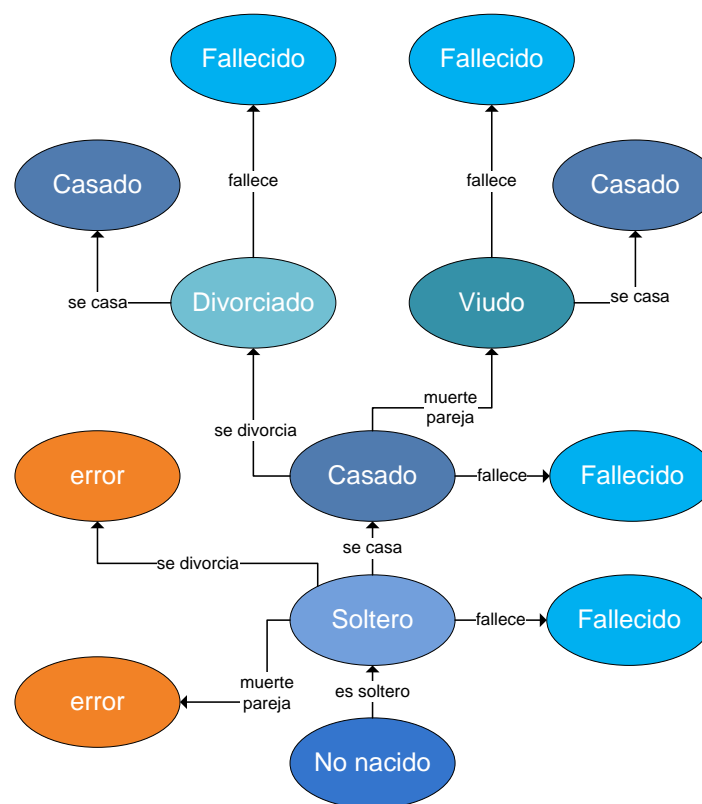 Fallecido
Fallecido
Casado
fallece
fallece
Casado
se casa
Divorciado
Viudo
se casa
muerte
pareja
se divorcia
error
Casado
fallece
Fallecido
se casa
se divorcia
Soltero
fallece
Fallecido
muerte
pareja
error
es soltero
No nacido